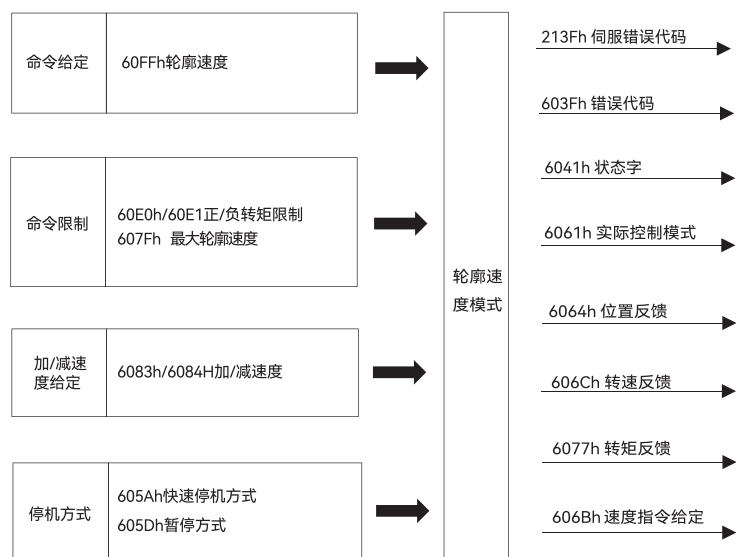 命令给定
60FFh轮廓速度
命令限制
60E0h/60E1正/负转矩限制
607Fh 最大轮廓速度
加/减速
度给定
6083h/6084H加/减速度
停机方式
605Ah快速停机方式
605Dh暂停方式
轮廓速
度模式
213Fh 伺服错误代码
603Fh 错误代码
6041h 状态字
6061h 实际控制模式
6064h 位置反馈
606Ch 转速反馈
6077h 转矩反馈
606Bh 速度指令给定